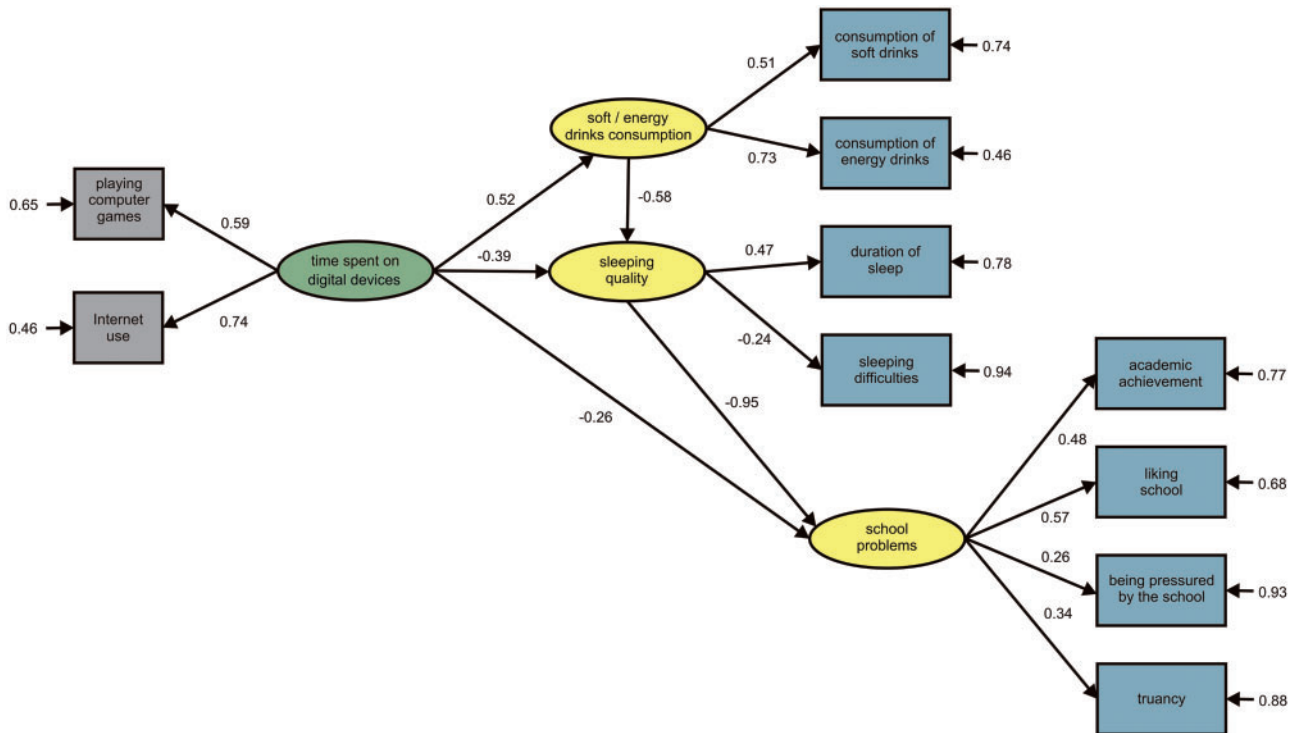 consumption of
soft drinks
0.74
0.51
soft / energy
drinks consumption
0.73
consumption of
energy drinks
0.46
playing
computer
games
0.65
0.59
0.52
-0.58
time spent on
digital devices
-0.39
sleeping
quality
0.47
duration of
sleep
0.78
Internet
use
0.46
0.74
-0.24
sleeping
difficulties
0.94
-0.26
-0.95
academic
achievement
0.77
0.48
liking
school
0.68
0.57
school
problems
0.26
being pressured
by the school
0.93
0.34
truancy
0.88